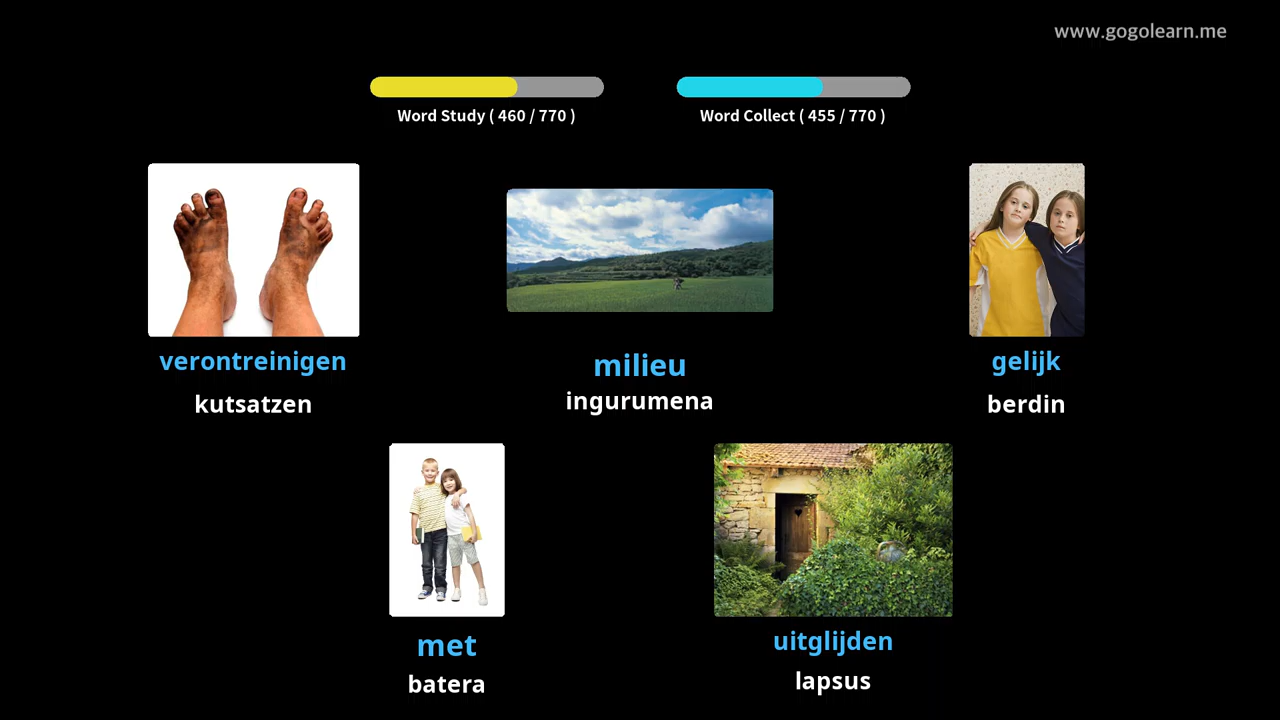 www.gogolearn.me
Word Study ( 460 / 770 )
Word Collect ( 455 / 770 )
verontreinigen
kutsatzen
milieu
ingurumena
gelijk
berdin
met
batera
uitglijden
lapsus